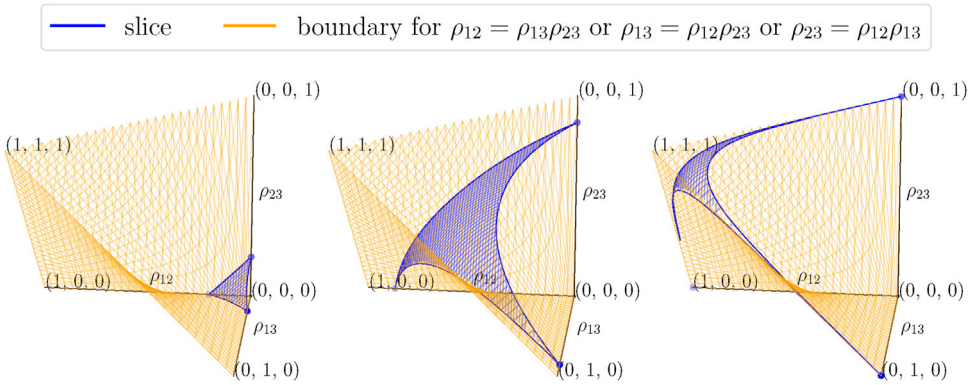 slice boundary for ρ₁₂ = ρ₁₃ρ₂₃ or ρ₁₃ = ρ₁₂ρ₂₃ or ρ₂₃ = ρ₁₂ρ₁₃
(0, 0, 1)
(1, 1, 1)
ρ₂₃
ρ₁₂
(1, 0, 0)
(0, 0, 0)
ρ₁₃
(0, 1, 0)
(0, 0, 1)
(1, 1, 1)
ρ₂₃
ρ₁₂
(1, 0, 0)
(0, 0, 0)
ρ₁₃
(0, 1, 0)
(0, 0, 1)
(1, 1, 1)
ρ₂₃
ρ₁₂
(1, 0, 0)
(0, 0, 0)
ρ₁₃
(0, 1, 0)